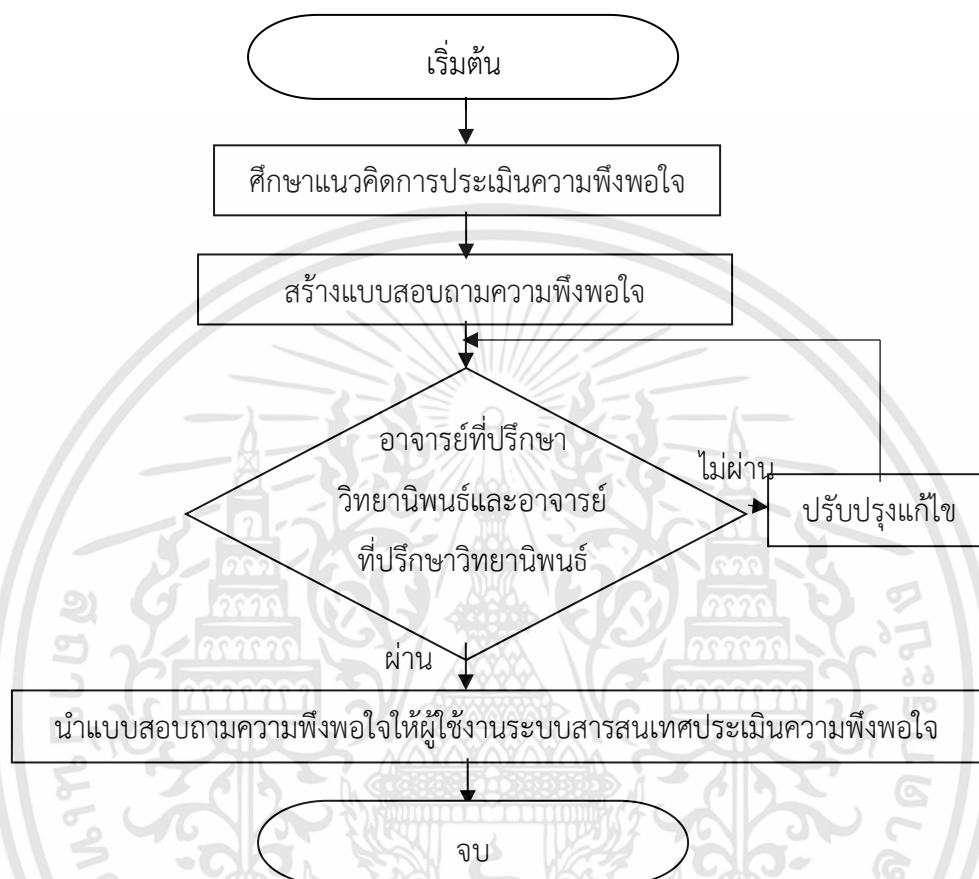 เริ่มต้น
ศึกษาแนวคิดการประเมินความพึงพอใจ
สร้างแบบสอบถามความพึงพอใจ
อาจารย์ที่ปรึกษา
วิทยานิพนธ์และอาจารย์
ที่ปรึกษาวิทยานิพนธ์
ไม่ผ่าน
ปรับปรุงแก้ไข
ผ่าน
นำแบบสอบถามความพึงพอใจให้ผู้ใช้งานระบบสารสนเทศประเมินความพึงพอใจ
จบ